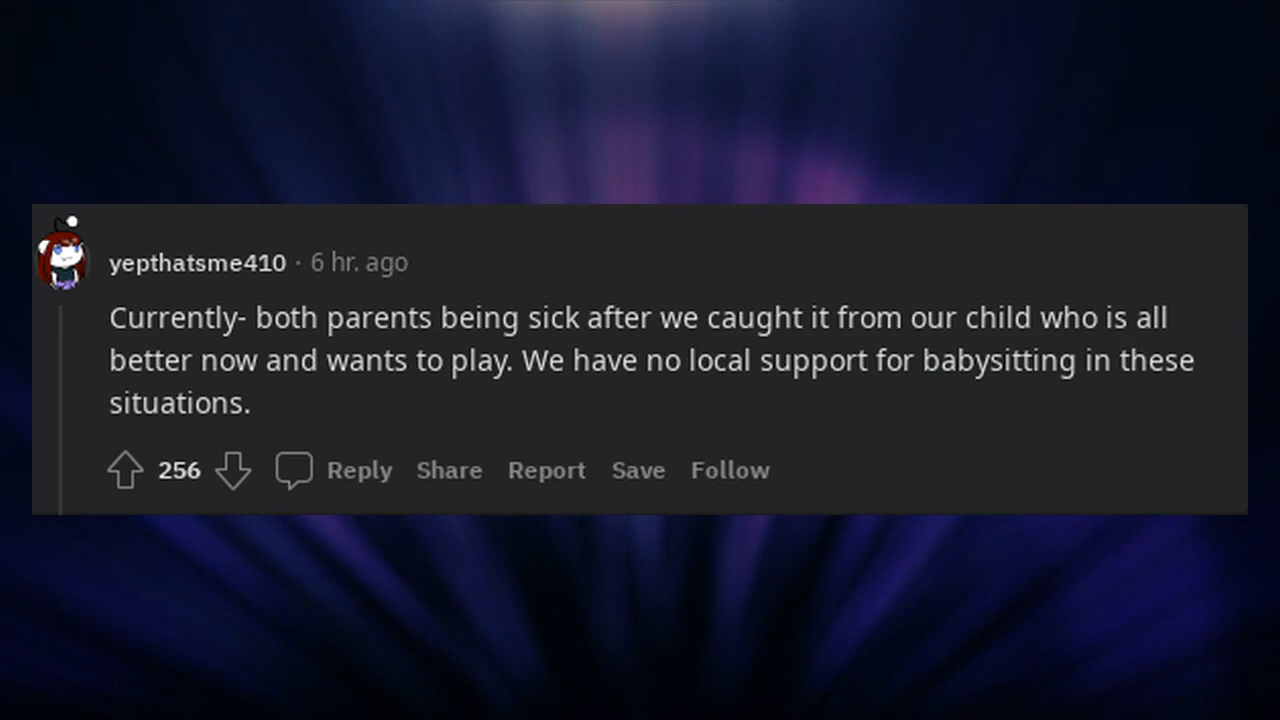 yepthatsme410 · 6 hr. ago
Currently- both parents being sick after we caught it from our child who is all
better now and wants to play. We have no local support for babysitting in these
situations.
256 Reply Share Report Save Follow